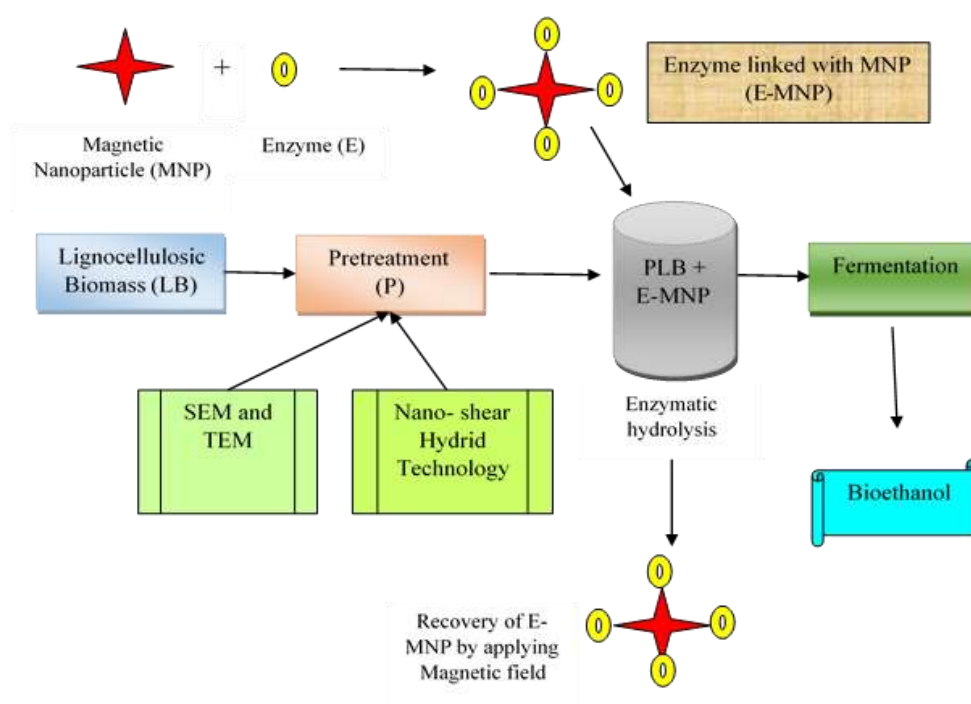 +
Enzyme linked with MNP
(E-MNP)
Magnetic
Nanoparticle (MNP)
Enzyme (E)
Lignocellulosic
Biomass (LB)
Pretreatment
(P)
PLB +
E-MNP
Fermentation
SEM and
TEM
Nano- shear
Hydrid
Technology
Enzymatic
hydrolysis
Bioethanol
Recovery of E-
MNP by applying
Magnetic field